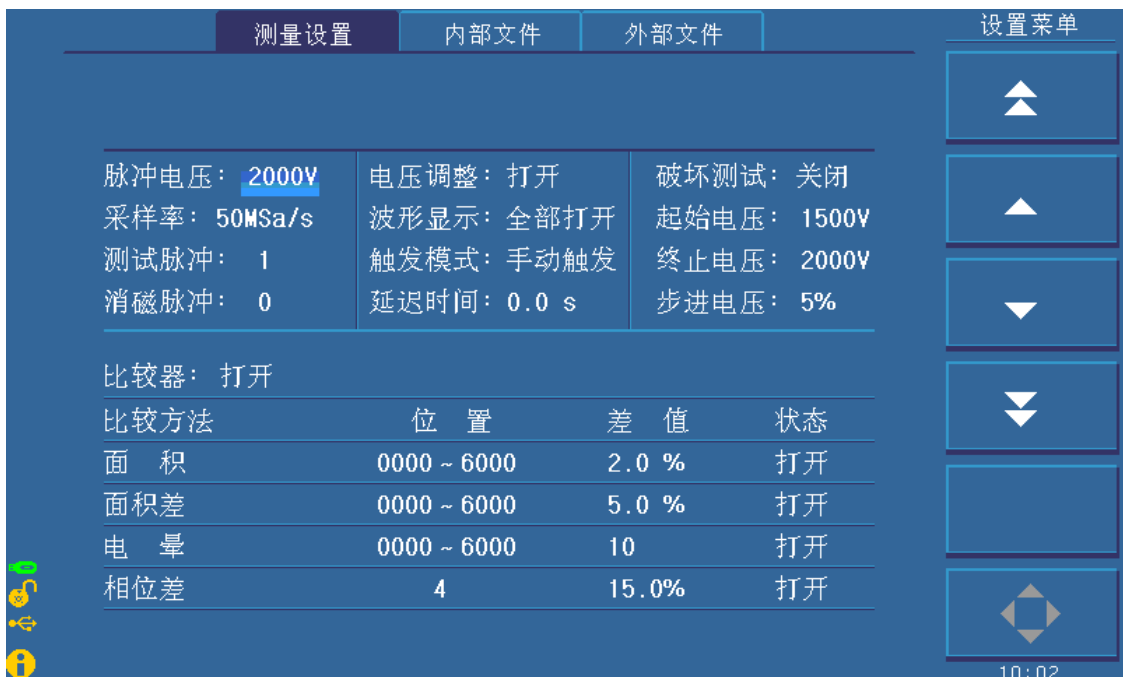 测量设置 内部文件 外部文件 设置菜单
脉冲电压: 2000V 电压调整: 打开 破坏测试: 关闭
采样率: 50MSa/s 波形显示: 全部打开 起始电压: 1500V
测试脉冲: 1 触发模式: 手动触发 终止电压: 2000V
消磁脉冲: 0 延迟时间: 0.0 s 步进电压: 5%
比较器: 打开
比较方法 位 置 差 值 状态
面 积 0000 ~ 6000 2.0 % 打开
面积差 0000 ~ 6000 5.0 % 打开
电 晕 0000 ~ 6000 10 打开
相位差 4 15.0% 打开
10:02